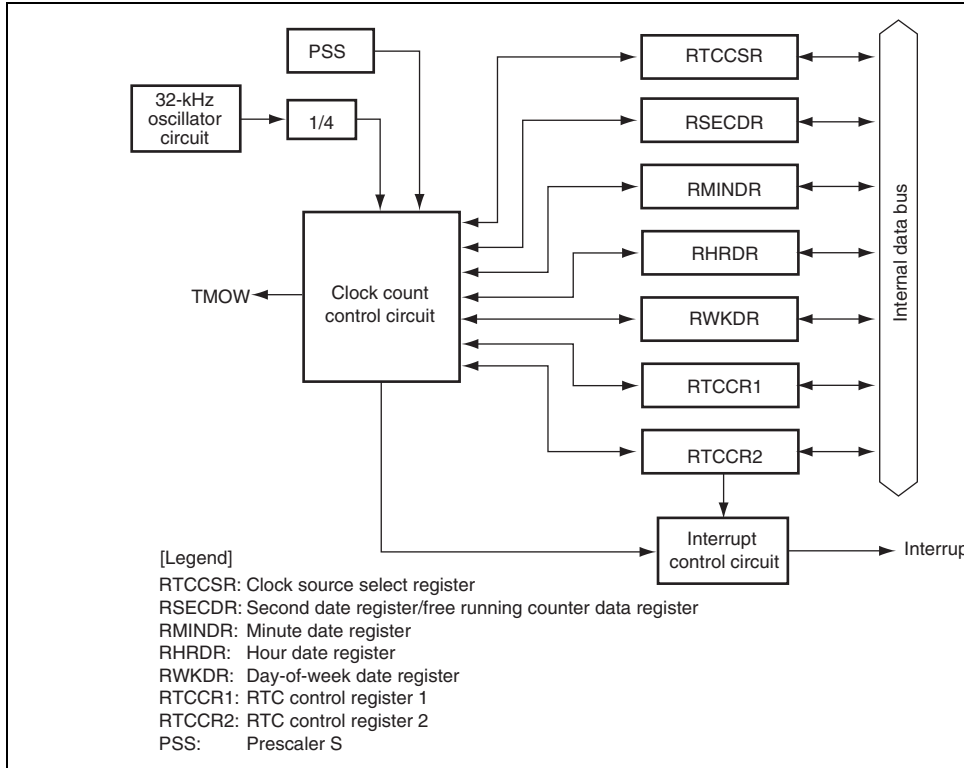 PSS
RTCCSR
32-kHz
oscillator
circuit
1/4
RSECDR
RMINDR
RHRDR
TMOW
Clock count
control circuit
RWKDR
RTCCR1
RTCCR2
Internal data bus
Interrupt
control circuit
Interrup
[Legend]
RTCCSR: Clock source select register
RSECDR: Second date register/free running counter data register
RMINDR: Minute date register
RHRDR: Hour date register
RWKDR: Day-of-week date register
RTCCR1: RTC control register 1
RTCCR2: RTC control register 2
PSS: Prescaler S